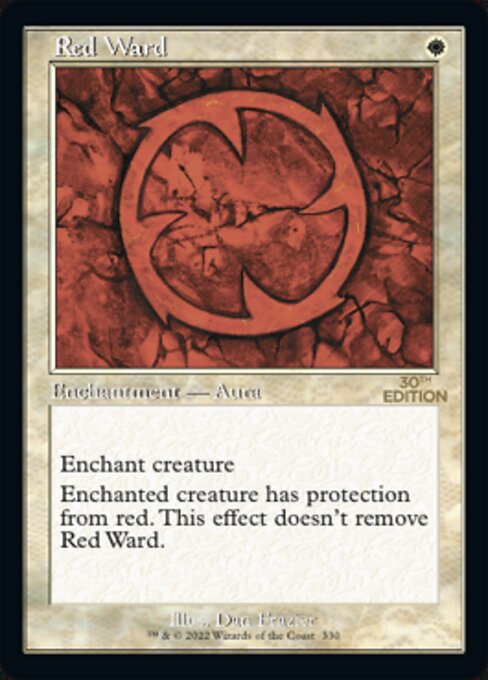 Red Ward
Enchantment — Aura
30TH
EDITION
Enchant creature
Enchanted creature has protection
from red. This effect doesn't remove
Red Ward.
Illus. Dan Frazier
™ & © 2022 Wizards of the Coast 330